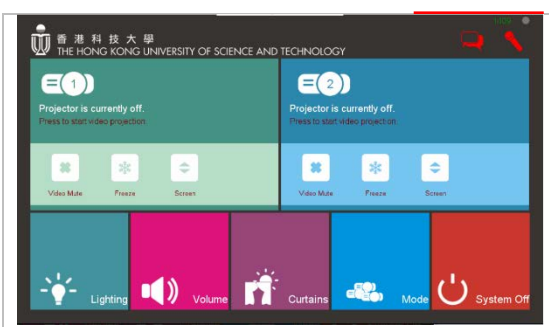 香 港 科 技 大 學
THE HONG KONG UNIVERSITY OF SCIENCE AND TECHNOLOGY
1
Projector is currently off.
Press to start video projection.
Video Mute
Freeze
Screen
2
Projector is currently off.
Press to start video projection.
Video Mute
Freeze
Screen
Lighting
Volume
Curtains
Mode
System Off